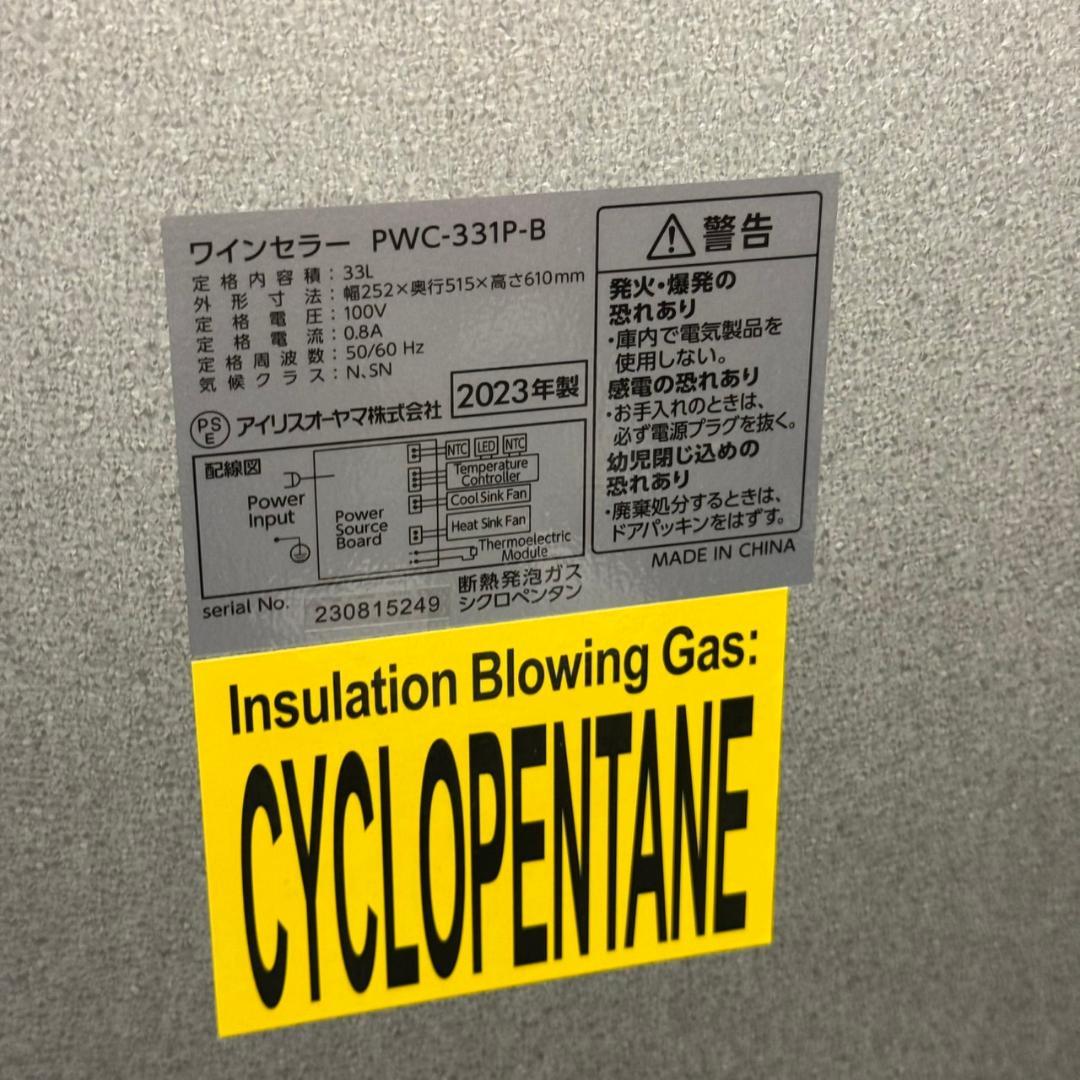 ワインセラー PWC-331P-B
定格内容積：33L
外形寸法：幅252×奥行515×高さ610mm
定格電圧：100V
定格電流：0.8A
定格周波数：50/60 Hz
気候クラス：N、SN
2023年製
PS
E
アイリスオーヤマ株式会社
配線図
Power
Input
Power
Source
Board
NTC LED NTC
Temperature
Controller
Cool Sink Fan
Heat Sink Fan
Thermoelectric
Module
serial No. 230815249
断熱発泡ガス
シクロペンタン
警告
発火・爆発の
恐れあり
・庫内で電気製品を
使用しない。
感電の恐れあり
・お手入れのときは、
必ず電源プラグを抜く。
幼児閉じ込めの
恐れあり
・廃棄処分するときは、
ドアパッキンをはずす。
MADE IN CHINA
Insulation Blowing Gas:
CYCLOPENTANE